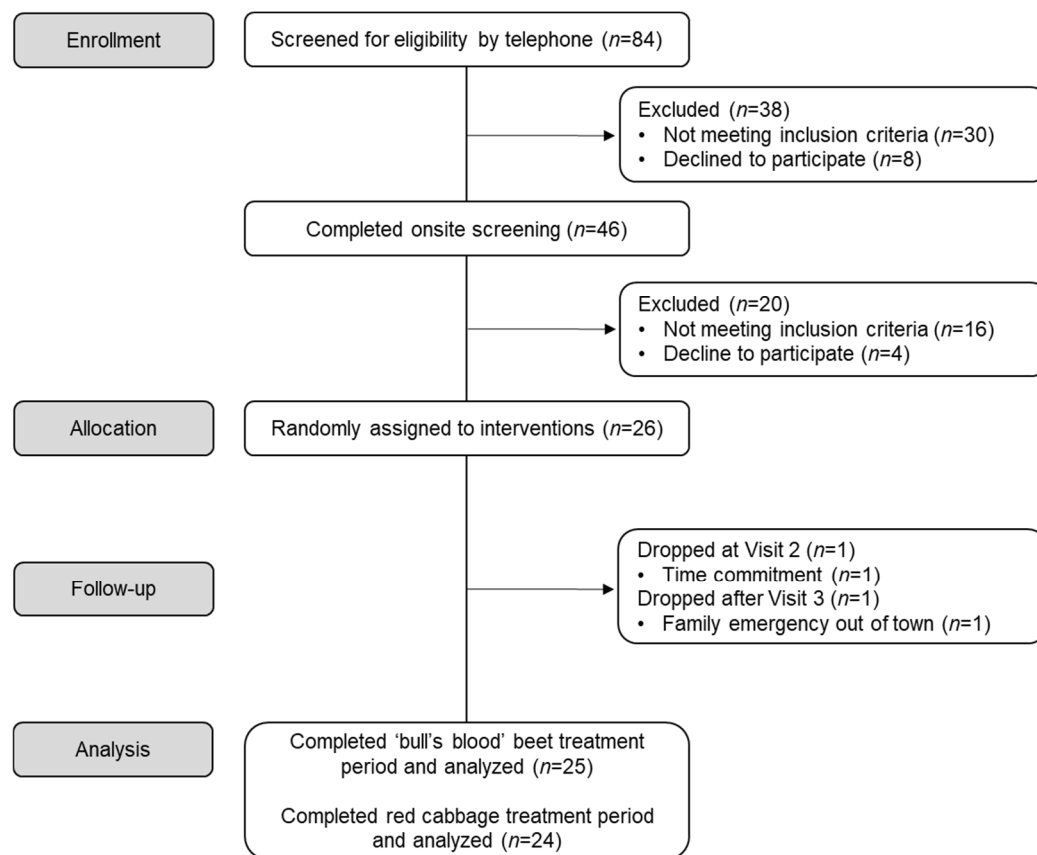 Enrollment
Screened for eligibility by telephone (n=84)
Excluded (n=38)
• Not meeting inclusion criteria (n=30)
• Declined to participate (n=8)
Completed onsite screening (n=46)
Excluded (n=20)
• Not meeting inclusion criteria (n=16)
• Decline to participate (n=4)
Allocation
Randomly assigned to interventions (n=26)
Follow-up
Dropped at Visit 2 (n=1)
• Time commitment (n=1)
Dropped after Visit 3 (n=1)
• Family emergency out of town (n=1)
Analysis
Completed ‘bull’s blood’ beet treatment
period and analyzed (n=25)
Completed red cabbage treatment period
and analyzed (n=24)